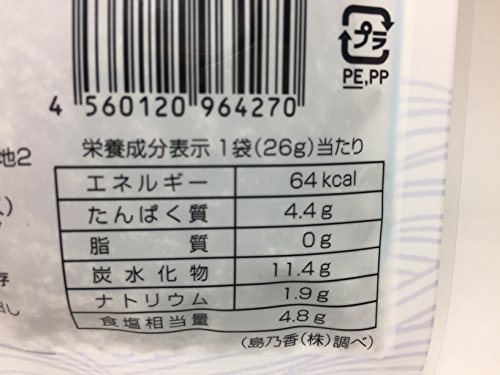 プラ
PE,PP
4 560120 964270
地2
栄養成分表示 1袋(26g)当たり
エネルギー 64kcal
たんぱく質 4.4g
脂質 0g
炭水化物 11.4g
存
ナトリウム 1.9g
食塩相当量 4.8g
(島乃香(株)調べ)